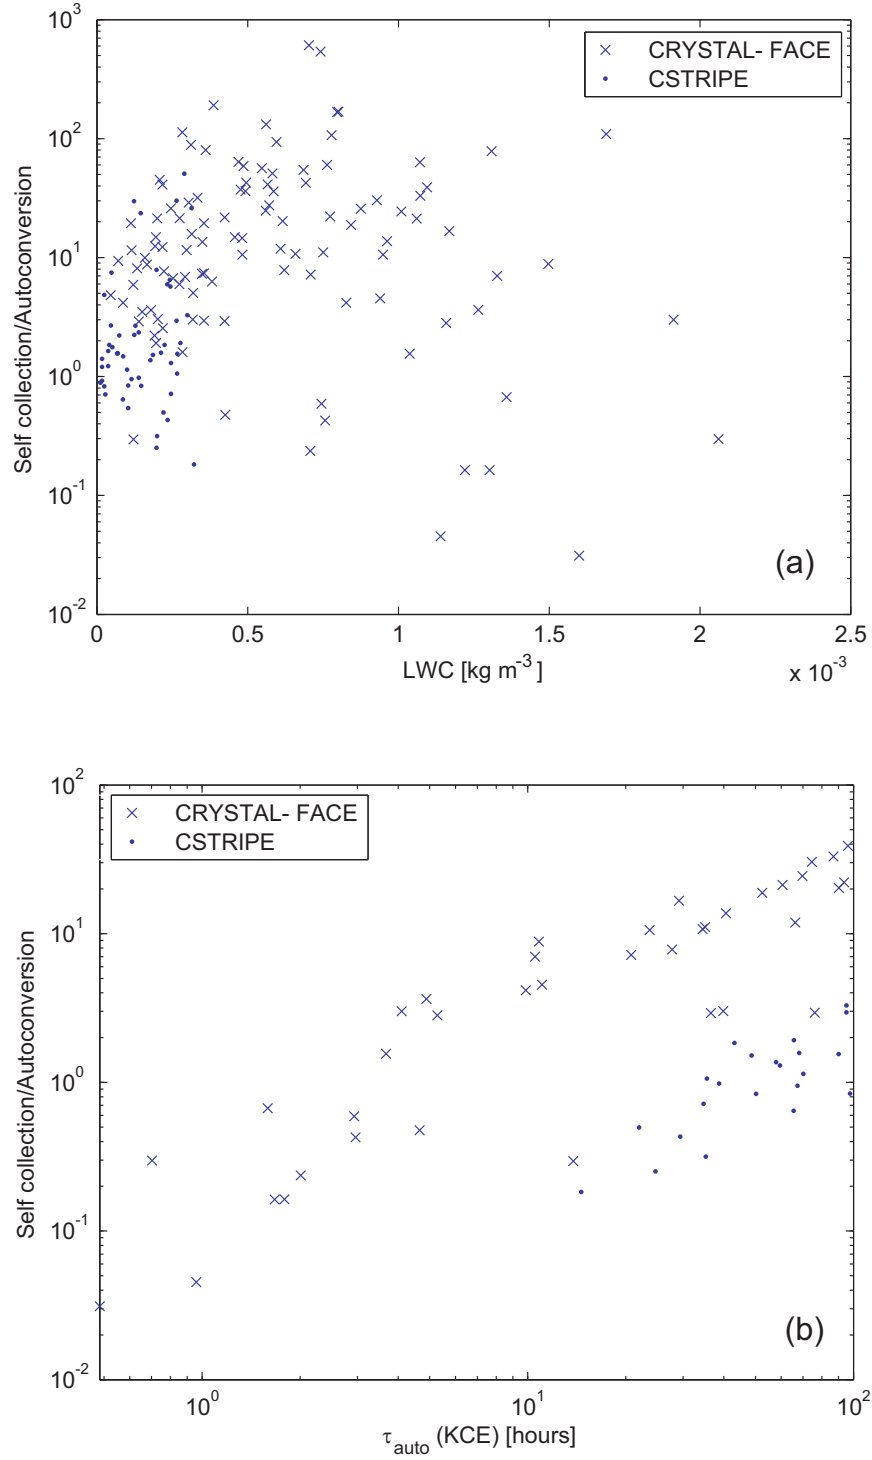 10^3
10^2
10^1
10^0
10^-1
10^-2
Self collection/Autoconversion
CRYSTAL- FACE
CSTRIPE
(a)
0 0.5 1 1.5 2 2.5
LWC [kg m^-3]
x 10^-3
10^2
10^1
10^0
10^-1
10^-2
Self collection/Autoconversion
CRYSTAL- FACE
CSTRIPE
(b)
10^0 10^1 10^2
τ_auto (KCE) [hours]